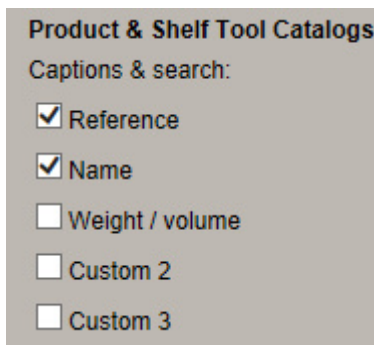 Product & Shelf Tool Catalogs
Captions & search:
Reference
Name
Weight / volume
Custom 2
Custom 3